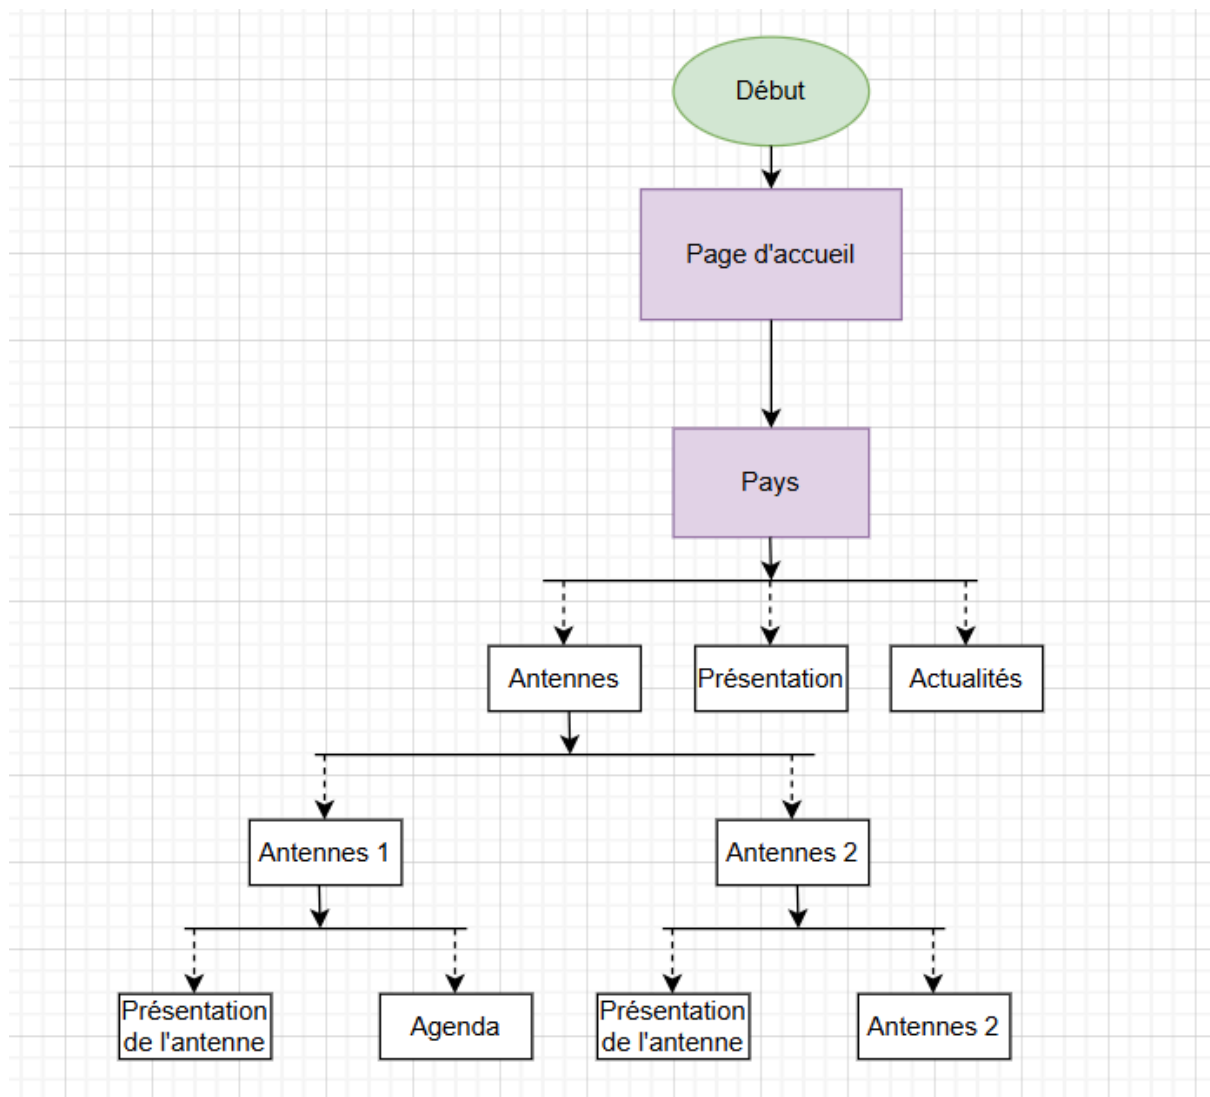 Début
Page d'accueil
Pays
Antennes
Présentation
Actualités
Antennes 1
Antennes 2
Présentation
de l'antenne
Agenda
Présentation
de l'antenne
Antennes 2